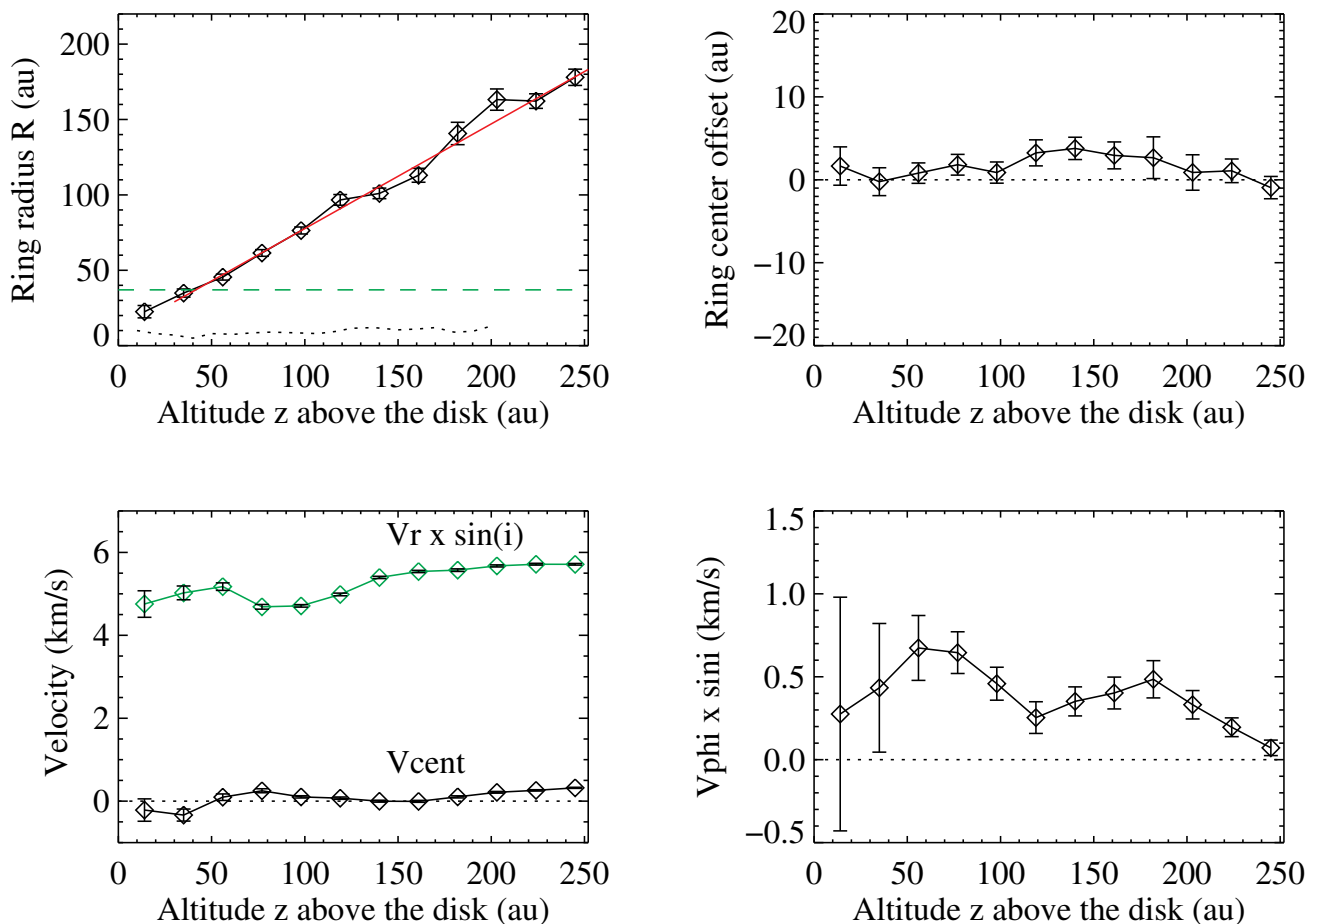 Ring radius R (au)
200
150
100
50
0
0 50 100 150 200 250
Altitude z above the disk (au)
Ring center offset (au)
20
10
0
−10
−20
0 50 100 150 200 250
Altitude z above the disk (au)
Velocity (km/s)
6
4
2
0
Vr x sin(i)
Vcent
0 50 100 150 200 250
Altitude z above the disk (au)
Vphi x sini (km/s)
1.5
1.0
0.5
0.0
−0.5
0 50 100 150 200 250
Altitude z above the disk (au)